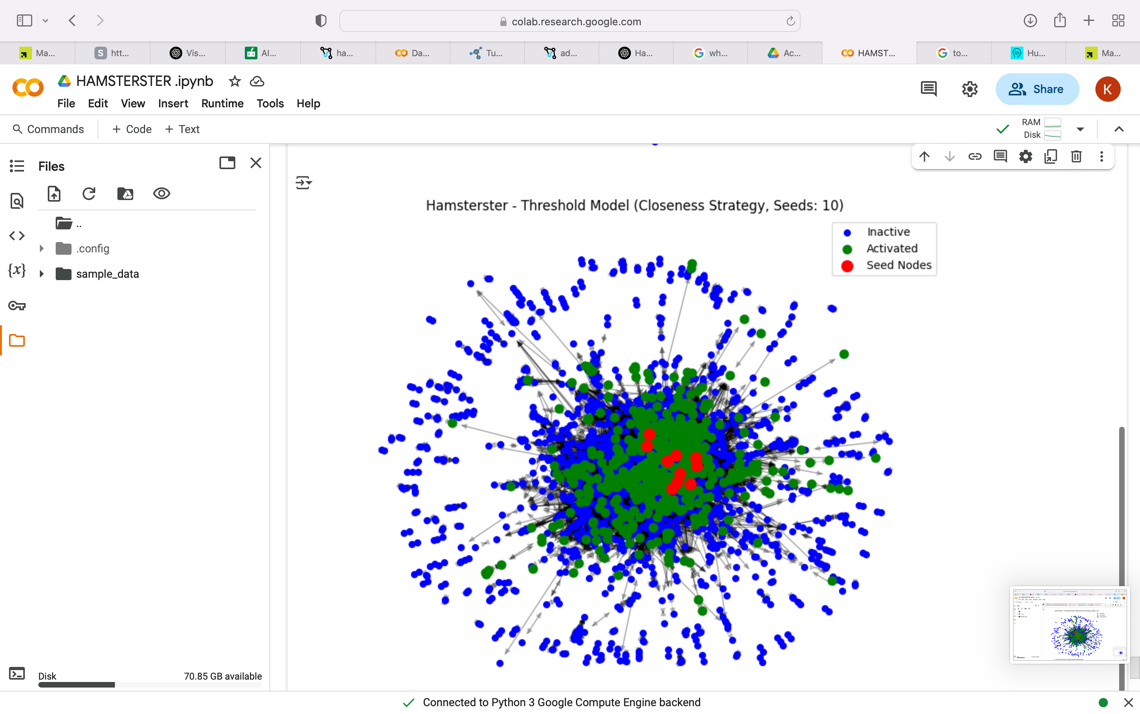 colab.research.google.com
Ma...
S htt...
Vis...
AI...
ha...
Da...
Tu...
ad...
Ha...
G wh...
Ac...
HAMST...
G to...
Hu...
Ma...
HAMSTERSTER .ipynb
File Edit View Insert Runtime Tools Help
Share
K
Commands + Code + Text
RAM
Disk
Files
..
.config
{x} sample_data
Hamsterster - Threshold Model (Closeness Strategy, Seeds: 10)
Inactive
Activated
Seed Nodes
Disk 70.85 GB available
Connected to Python 3 Google Compute Engine backend